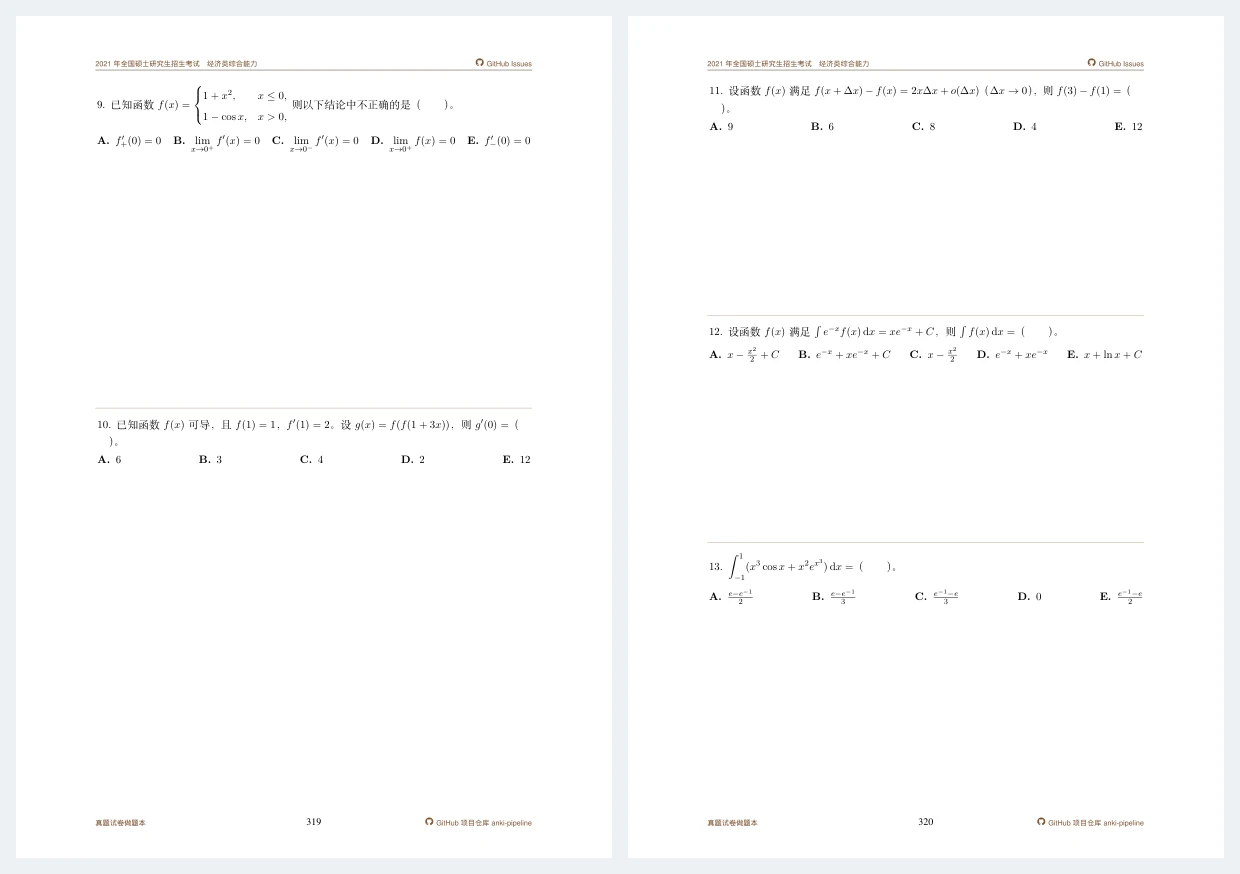 2021 年全国硕士研究生招生考试 经济类综合能力 GitHub Issues
9. 已知函数 f(x) = { 1 + x², x ≤ 0, 1 − cos x, x > 0, 则以下结论中不正确的是（ ）。
A. f′₊(0) = 0 B. lim_{x→0⁺} f′(x) = 0 C. lim_{x→0⁻} f′(x) = 0 D. lim_{x→0⁺} f(x) = 0 E. f′₋(0) = 0
10. 已知函数 f(x) 可导，且 f(1) = 1，f′(1) = 2。设 g(x) = f(f(1 + 3x))，则 g′(0) =（
）。
A. 6 B. 3 C. 4 D. 2 E. 12
真题试卷做题本 319 GitHub 项目仓库 anki-pipeline
2021 年全国硕士研究生招生考试 经济类综合能力 GitHub Issues
11. 设函数 f(x) 满足 f(x + Δx) − f(x) = 2xΔx + o(Δx)（Δx → 0），则 f(3) − f(1) =（
）。
A. 9 B. 6 C. 8 D. 4 E. 12
12. 设函数 f(x) 满足 ∫ e⁻ˣ f(x) dx = xe⁻ˣ + C，则 ∫ f(x) dx =（ ）。
A. x − x²/2 + C B. e⁻ˣ + xe⁻ˣ + C C. x − x²/2 D. e⁻ˣ + xe⁻ˣ E. x + ln x + C
13. ∫_{−1}^{1} (x³ cos x + x² e^{x³}) dx =（ ）。
A. (e−e⁻¹)/2 B. (e−e⁻¹)/3 C. (e⁻¹−e)/3 D. 0 E. (e⁻¹−e)/2
真题试卷做题本 320 GitHub 项目仓库 anki-pipeline